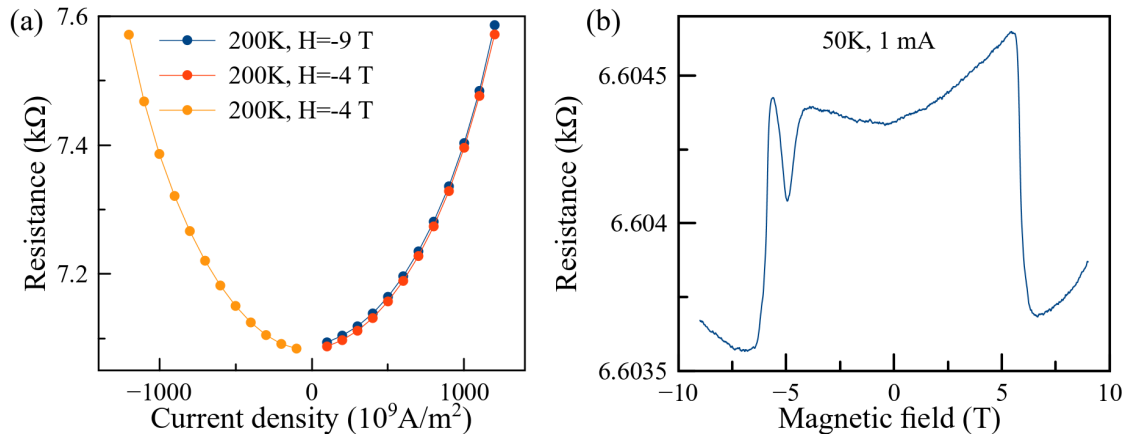 (a)
Resistance (kΩ)
7.6
7.4
7.2
200K, H=-9 T
200K, H=-4 T
200K, H=-4 T
−1000
0
1000
Current density (10⁹A/m²)
(b)
Resistance (kΩ)
6.6045
6.604
6.6035
50K, 1 mA
−10
−5
0
5
10
Magnetic field (T)